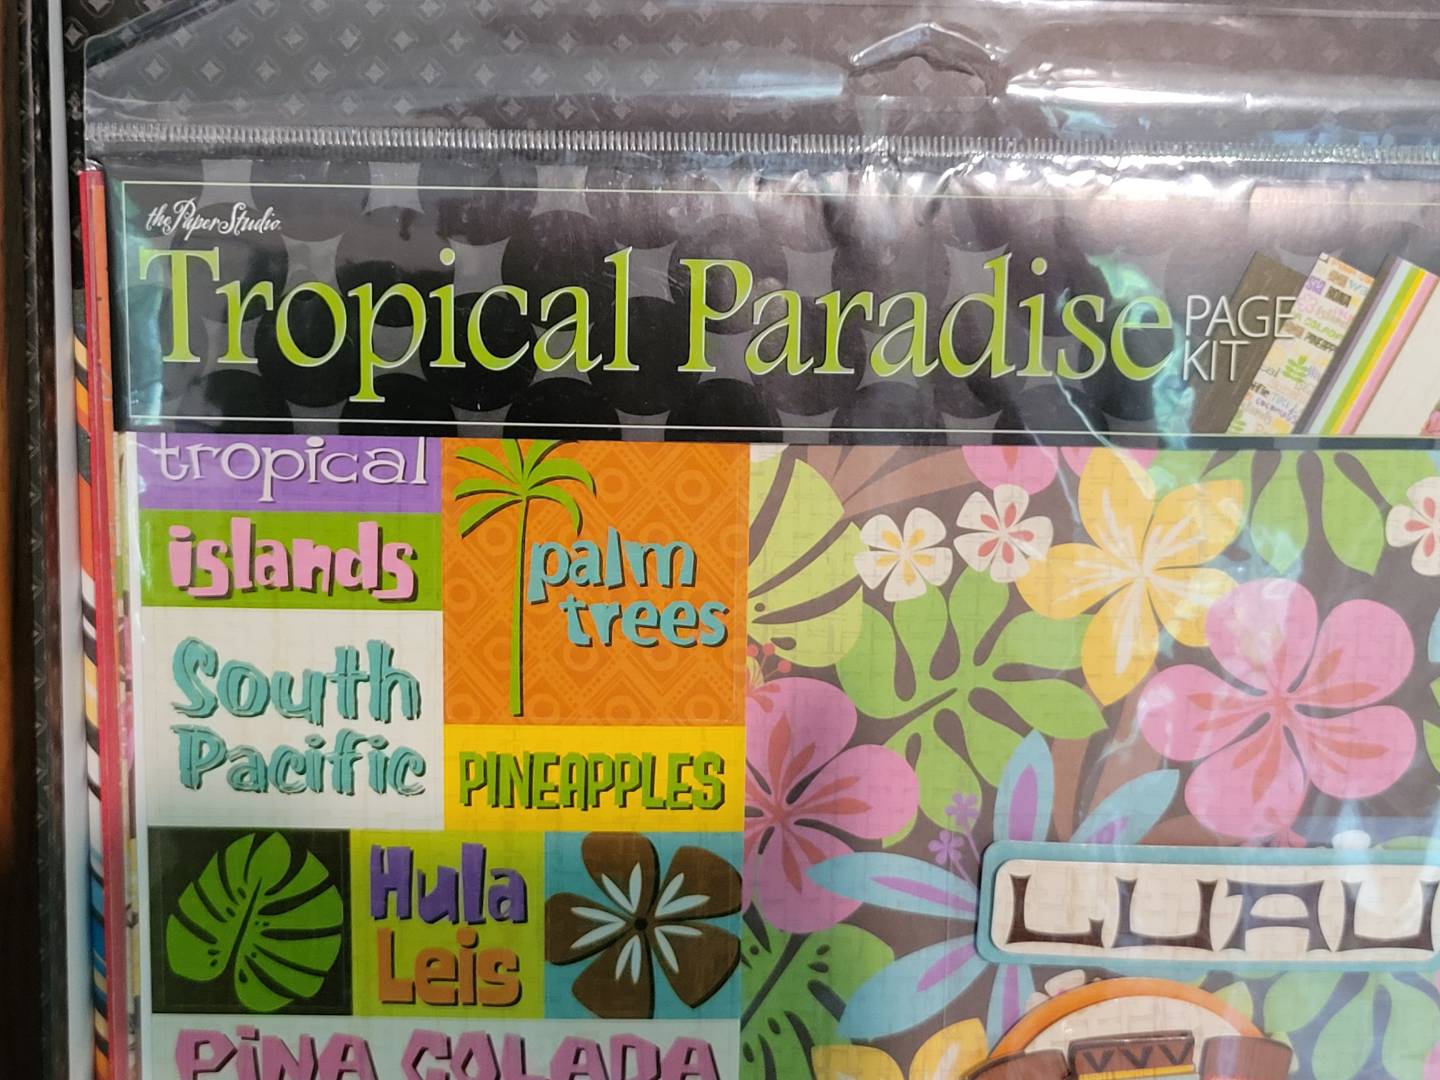 the Paper Studio
Tropical Paradise PAGE KIT
tropical
islands
palm
trees
South
Pacific
PINEAPPLES
Hula
Leis
PiNA COLADA
LUAU